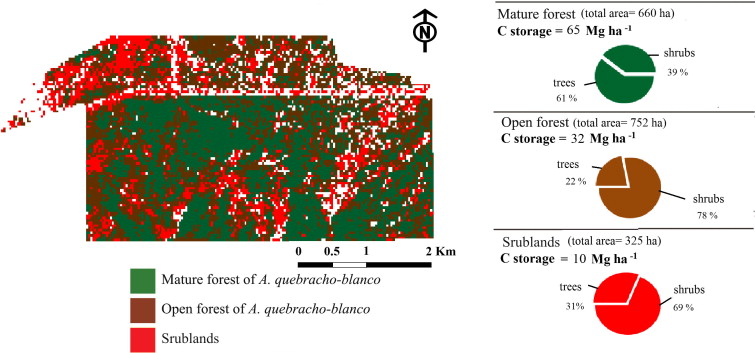 N
0 0.5 1 2 Km
Mature forest of A. quebracho-blanco
Open forest of A. quebracho-blanco
Srublands
Mature forest (total area= 660 ha)
C storage = 65 Mg ha -1
shrubs
39 %
trees
61 %
Open forest (total area= 752 ha)
C storage = 32 Mg ha -1
trees
22 %
shrubs
78 %
Srublands (total area= 325 ha)
C storage = 10 Mg ha -1
trees
31%
shrubs
69 %